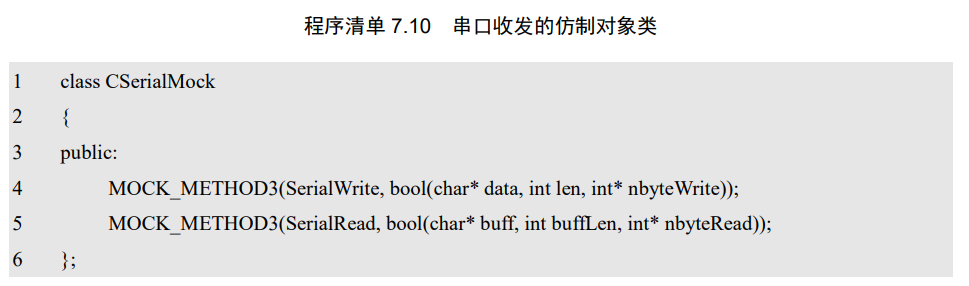 程序清单 7.10 串口收发的仿制对象类
1 class CSerialMock
2 {
3 public:
4 MOCK_METHOD3(SerialWrite, bool(char* data, int len, int* nbyteWrite));
5 MOCK_METHOD3(SerialRead, bool(char* buff, int buffLen, int* nbyteRead));
6 };